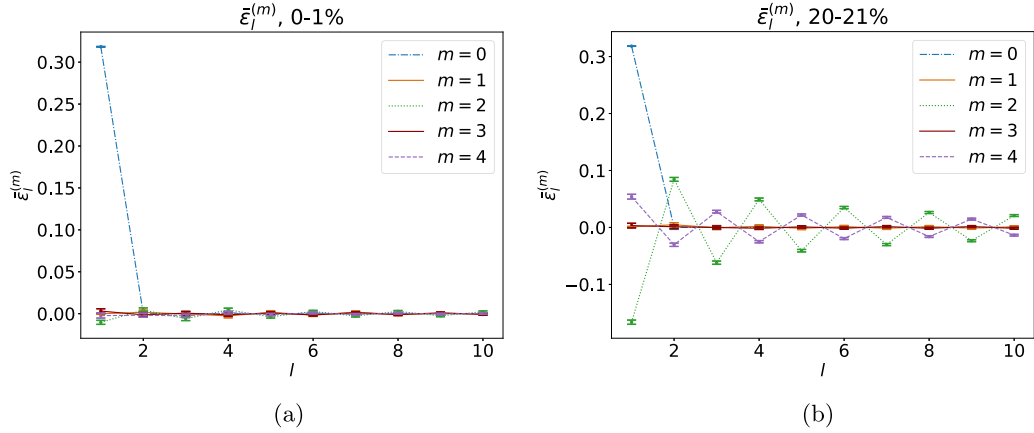 ε̄_l^(m), 0-1%
0.30
0.25
0.20
0.15
0.10
0.05
0.00
ε̄_l^(m)
m = 0
m = 1
m = 2
m = 3
m = 4
2 4 6 8 10
l
(a)
ε̄_l^(m), 20-21%
0.3
0.2
0.1
0.0
−0.1
ε̄_l^(m)
m = 0
m = 1
m = 2
m = 3
m = 4
2 4 6 8 10
l
(b)